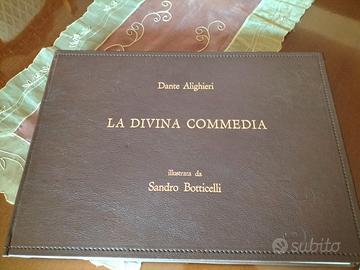 Dante Alighieri
LA DIVINA COMMEDIA
illustrata da
Sandro Botticelli
subito